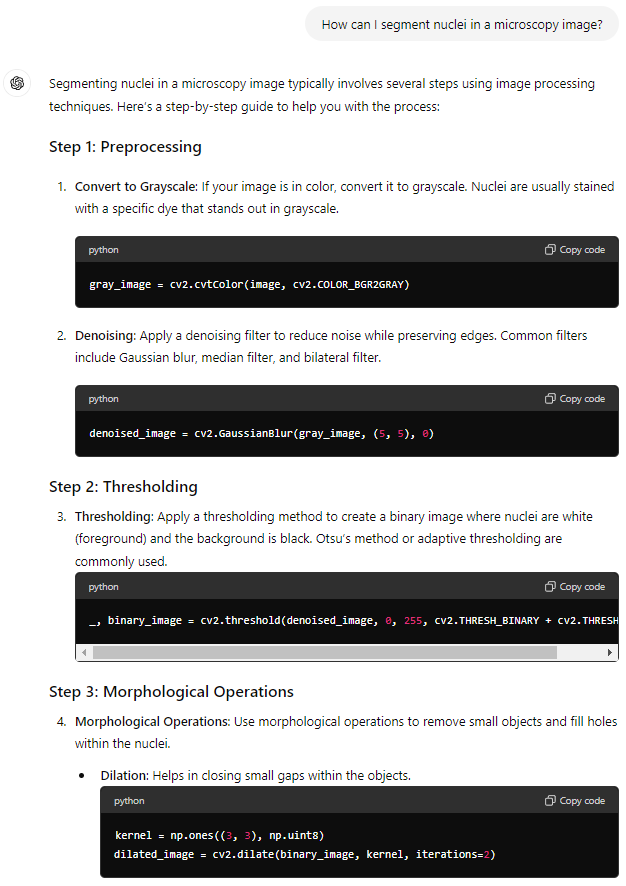 How can I segment nuclei in a microscopy image?
Segmenting nuclei in a microscopy image typically involves several steps using image processing
techniques. Here's a step-by-step guide to help you with the process:
Step 1: Preprocessing
1. Convert to Grayscale: If your image is in color, convert it to grayscale. Nuclei are usually stained
with a specific dye that stands out in grayscale.
python Copy code
gray_image = cv2.cvtColor(image, cv2.COLOR_BGR2GRAY)
2. Denoising: Apply a denoising filter to reduce noise while preserving edges. Common filters
include Gaussian blur, median filter, and bilateral filter.
python Copy code
denoised_image = cv2.GaussianBlur(gray_image, (5, 5), 0)
Step 2: Thresholding
3. Thresholding: Apply a thresholding method to create a binary image where nuclei are white
(foreground) and the background is black. Otsu's method or adaptive thresholding are
commonly used.
python Copy code
_, binary_image = cv2.threshold(denoised_image, 0, 255, cv2.THRESH_BINARY + cv2.THRESH
Step 3: Morphological Operations
4. Morphological Operations: Use morphological operations to remove small objects and fill holes
within the nuclei.
• Dilation: Helps in closing small gaps within the objects.
python Copy code
kernel = np.ones((3, 3), np.uint8)
dilated_image = cv2.dilate(binary_image, kernel, iterations=2)